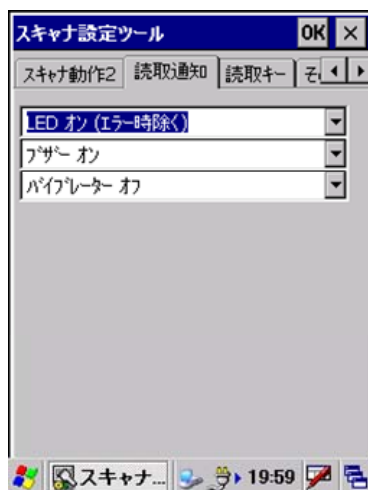 スキャナ設定ツール OK ×
スキャナ動作2 読取通知 読取キー そ
LED オン (エラー時除く)
ブザー オン
バイブレーター オフ
スキャナ... 19:59